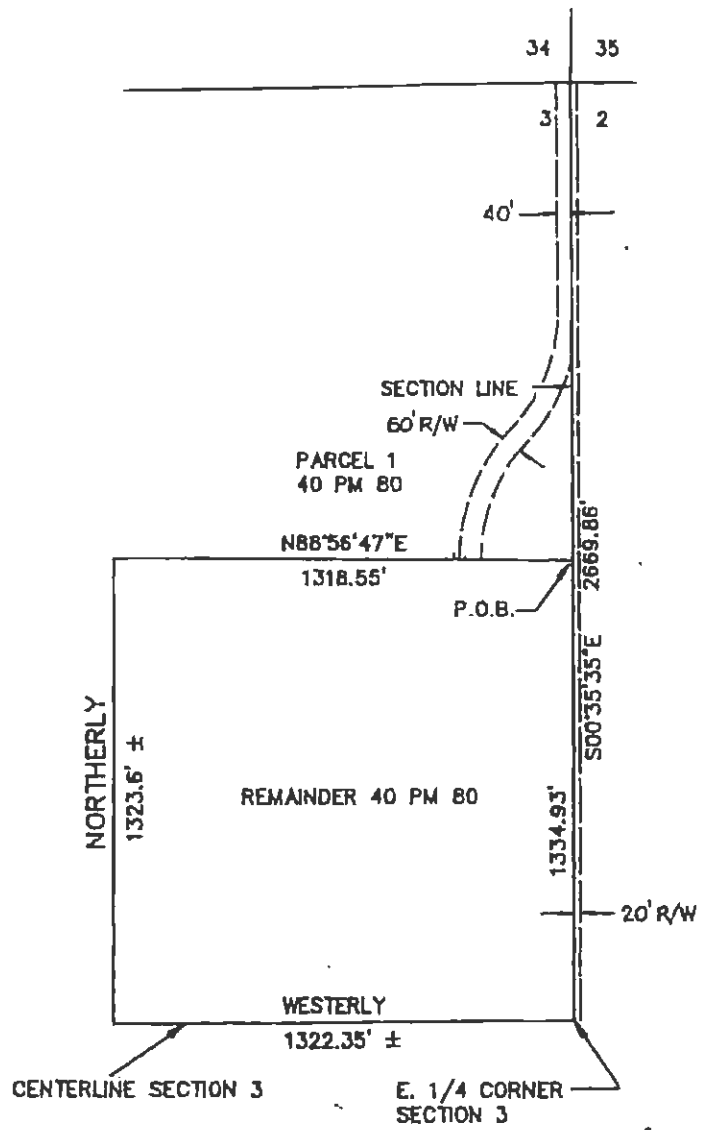 34 35
3 2
40'
SECTION LINE
60' R/W
PARCEL 1
40 PM 80
N88°56'47"E
1318.55'
2669.86'
P.O.B.
S00°35'35"E
NORTHERLY
1323.6' ±
REMAINDER 40 PM 80
1334.93'
20' R/W
WESTERLY
1322.35' ±
CENTERLINE SECTION 3
E. 1/4 CORNER
SECTION 3